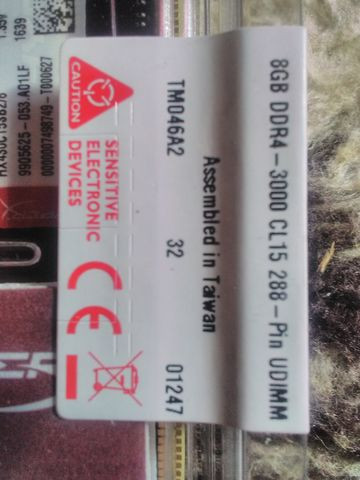 8GB DDR4-3000 CL15 288-Pin UDIMM
Assembled in Taiwan
TM046A2 32 01247
CAUTION
SENSITIVE
ELECTRONIC
DEVICES
CE
1639
9905625-093.A01LF